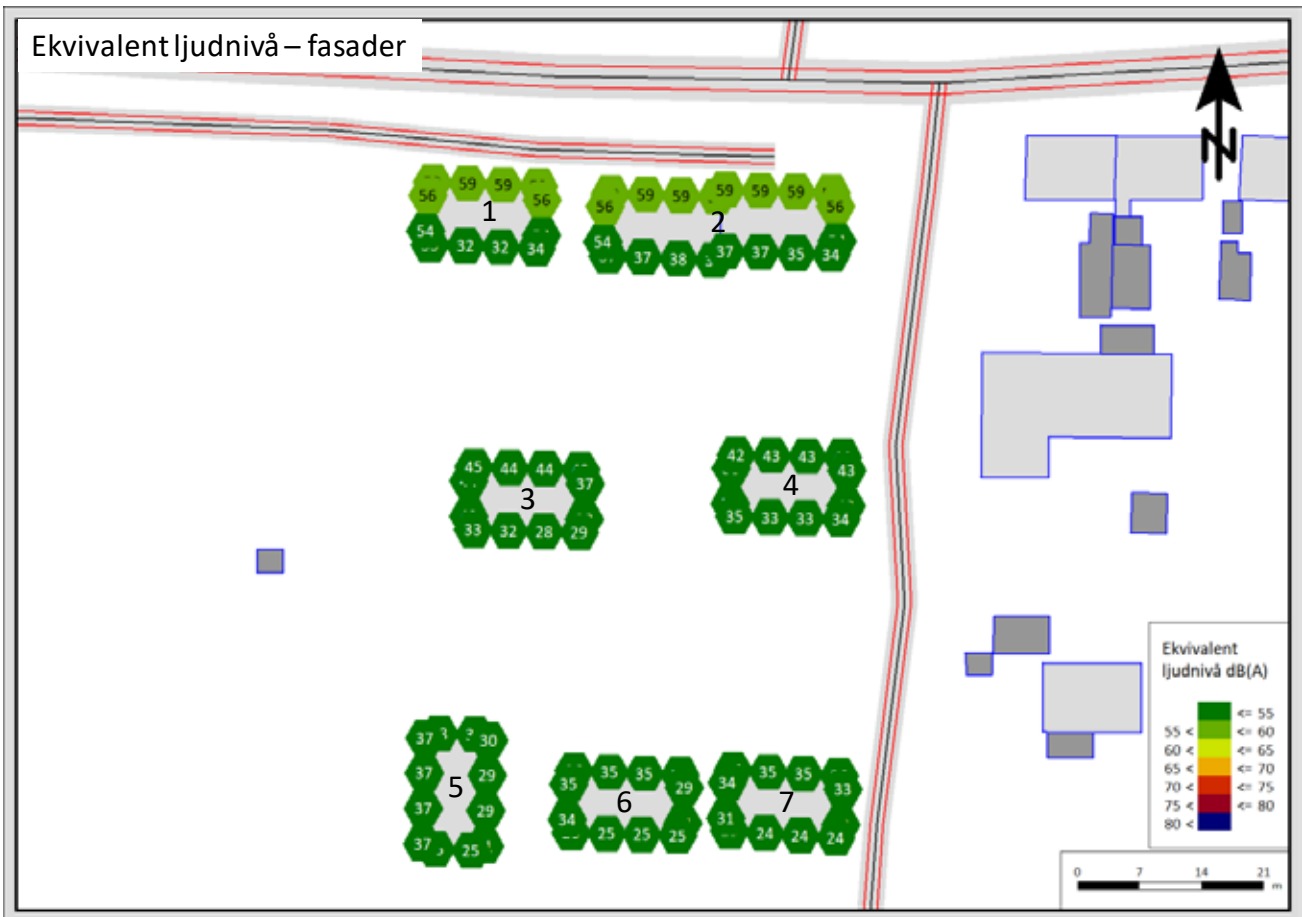 Ekvivalent ljudnivå – fasader
N
59 59
56 56
1
54
32 32 34
59 59 59 59 59
56 56
2
54
37 38 37 37 35 34
45 44 44
37
3
33 32 28 29
42 43 43
43
4
35 33 33 34
37 30
37 29
5
37 29
37 25
35 35
35 29
6
34
25 25 25
35 35
34 33
7
31
24 24 24
Ekvivalent
ljudnivå dB(A)
<= 55
55 < <= 60
60 < <= 65
65 < <= 70
70 < <= 75
75 < <= 80
80 <
0 7 14 21
m